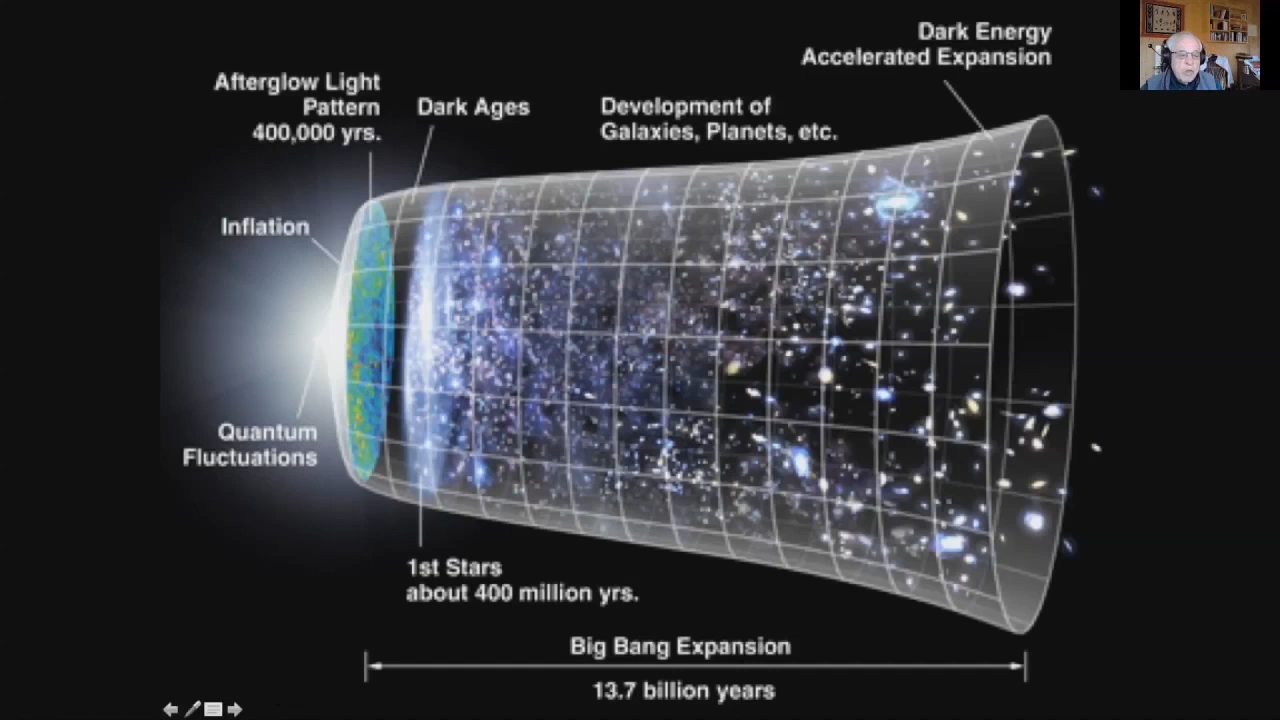 Dark Energy
Accelerated Expansion
Afterglow Light
Pattern
400,000 yrs.
Dark Ages
Development of
Galaxies, Planets, etc.
Inflation
Quantum
Fluctuations
1st Stars
about 400 million yrs.
Big Bang Expansion
13.7 billion years